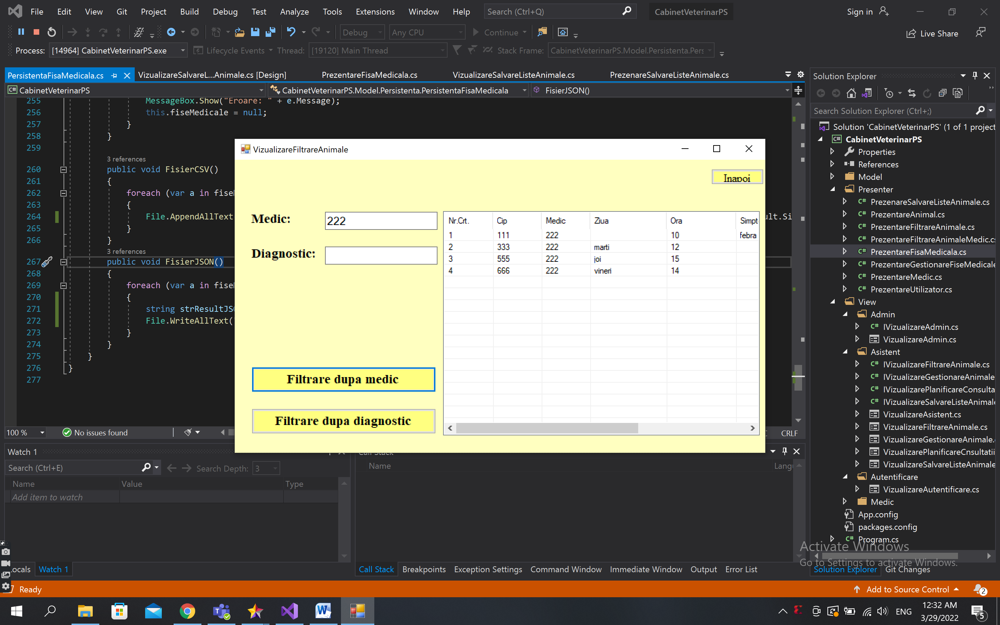 File Edit View Git Project Build Debug Test Analyze Tools Extensions Window Help Search (Ctrl+Q) CabinetVeterinarPS Sign in
Debug Any CPU Continue Live Share
Process: [14964] CabinetVeterinarPS.exe Lifecycle Events Thread: [19120] Main Thread Stack Frame: CabinetVeterinarPS.Model.Persistenta.Pers
PersistentaFisaMedicala.cs VizualizareSalvareL...Animale.cs [Design] PrezentareFisaMedicala.cs VizualizareSalvareListeAnimale.cs PrezenareSalvareListeAnimale.cs
C# CabinetVeterinarPS CabinetVeterinarPS.Model.Persistenta.PersistentaFisaMedicala FisierJSON()
255 MessageBox.Show("Eroare: " + e.Message);
256 this.fiseMedicale = null;
257 }
258 }
259
3 references
260 public void FisierCSV()
261 {
262 foreach (var a in fiseM
263 {
264 File.AppendAllText ult.Si
265 }
266 }
3 references
267 public void FisierJSON()
268 {
269 foreach (var a in fiseM
270 {
271 string strResultJSO
272 File.WriteAllText(
273 }
274 }
275 }
276 }
277
100 % No issues found CRLF
VizualizareFiltrareAnimale
Inapoi
Medic: 222
Diagnostic:
Filtrare dupa medic
Filtrare dupa diagnostic
Nr.Crt. Cip Medic Ziua Ora Simpt
1 111 222 10 febra
2 333 222 marti 12
3 555 222 joi 15
4 666 222 vineri 14
Watch 1
Search (Ctrl+E) Search Depth: 3
Name Value Type
Add item to watch
Locals Watch 1
Call Stack
Name Langu
Call Stack Breakpoints Exception Settings Command Window Immediate Window Output Error List
Solution Explorer
Search Solution Explorer (Ctrl+;)
Solution 'CabinetVeterinarPS' (1 of 1 project
C# CabinetVeterinarPS
Properties
References
Model
Presenter
C# PrezenareSalvareListeAnimale.cs
C# PrezentareAnimal.cs
C# PrezentareFiltrareAnimale.cs
C# PrezentareFiltrareAnimaleMedic.cs
C# PrezentareFisaMedicala.cs
C# PrezentareGestionareFiseMedicale
C# PrezentareMedic.cs
C# PrezentareUtilizator.cs
View
Admin
C# IVizualizareAdmin.cs
VizualizareAdmin.cs
Asistent
C# IVizualizareFiltrareAnimale.cs
C# IVizualizareGestionareAnimale
C# IVizualizarePlanificareConsulta
C# IVizualizareSalvareListeAnimale
VizualizareAsistent.cs
VizualizareFiltrareAnimale.cs
VizualizareGestionareAnimale.
VizualizarePlanificareCnsultatii
VizualizareSalvareListeAnimale
Autentificare
VizualizareAutentificare.cs
Medic
App.config
packages.config
C# Program.cs
Activate Windows
Go to Settings to activate Windows.
Solution Explorer Git Changes
Ready Add to Source Control 2
ENG 12:32 AM
3/29/2022 5